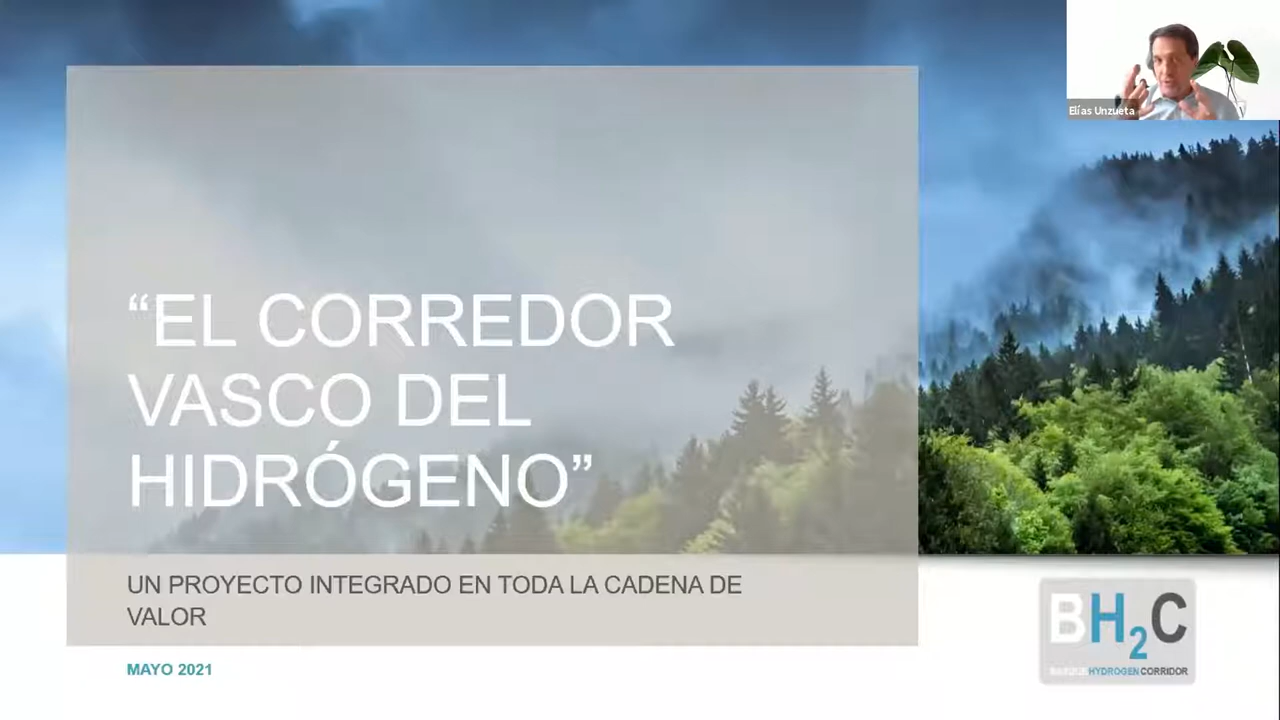 Elías Unzueta
“EL CORREDOR
VASCO DEL
HIDRÓGENO”
UN PROYECTO INTEGRADO EN TODA LA CADENA DE
VALOR
MAYO 2021
BH2C
BASQUE HYDROGEN CORRIDOR